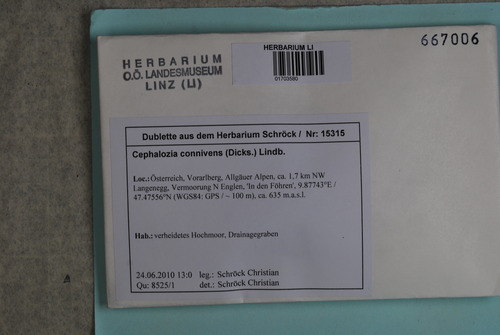 667006
HERBARIUM LI
01703580
HERBARIUM
O.Ö. LANDESMUSEUM
LINZ (LI)
Dublette aus dem Herbarium Schröck / Nr: 15315
Cephalozia connivens (Dicks.) Lindb.
Loc.:Österreich, Vorarlberg, Allgäuer Alpen, ca. 1,7 km NW
Langenegg, Vermoorung N Englen, 'In den Föhren', 9.87743°E /
47.47556°N (WGS84: GPS / ~ 100 m), ca. 635 m.a.s.l.
Hab.:verheidetes Hochmoor, Drainagegraben
24.06.2010 13:0 leg.: Schröck Christian
Qu: 8525/1 det.: Schröck Christian